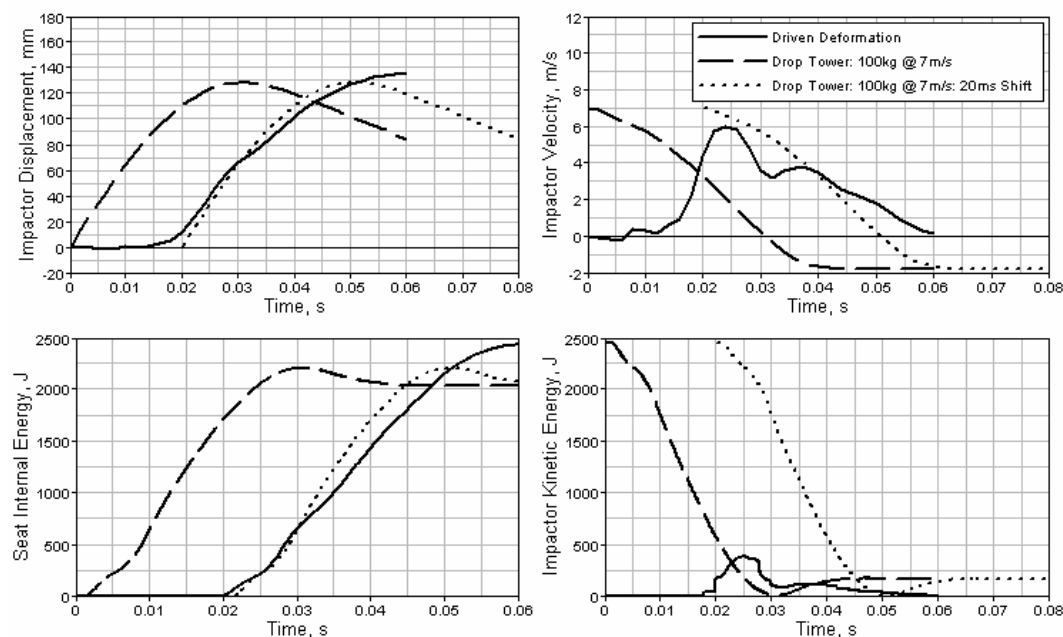 Impactor Displacement, mm
180
160
140
120
100
80
60
40
20
0
-20
0 0.01 0.02 0.03 0.04 0.05 0.06 0.07 0.08
Time, s
Impactor Velocity, m/s
12
10
8
6
4
2
0
-2
0 0.01 0.02 0.03 0.04 0.05 0.06 0.07 0.08
Time, s
Driven Deformation
Drop Tower: 100kg @ 7m/s
Drop Tower: 100kg @ 7m/s: 20ms Shift
Seat Internal Energy, J
2500
2000
1500
1000
500
0
0 0.01 0.02 0.03 0.04 0.05 0.06
Time, s
Impactor Kinetic Energy, J
2500
2000
1500
1000
500
0
0.00 0.01 0.02 0.03 0.04 0.05 0.06 0.07 0.08
Time, s